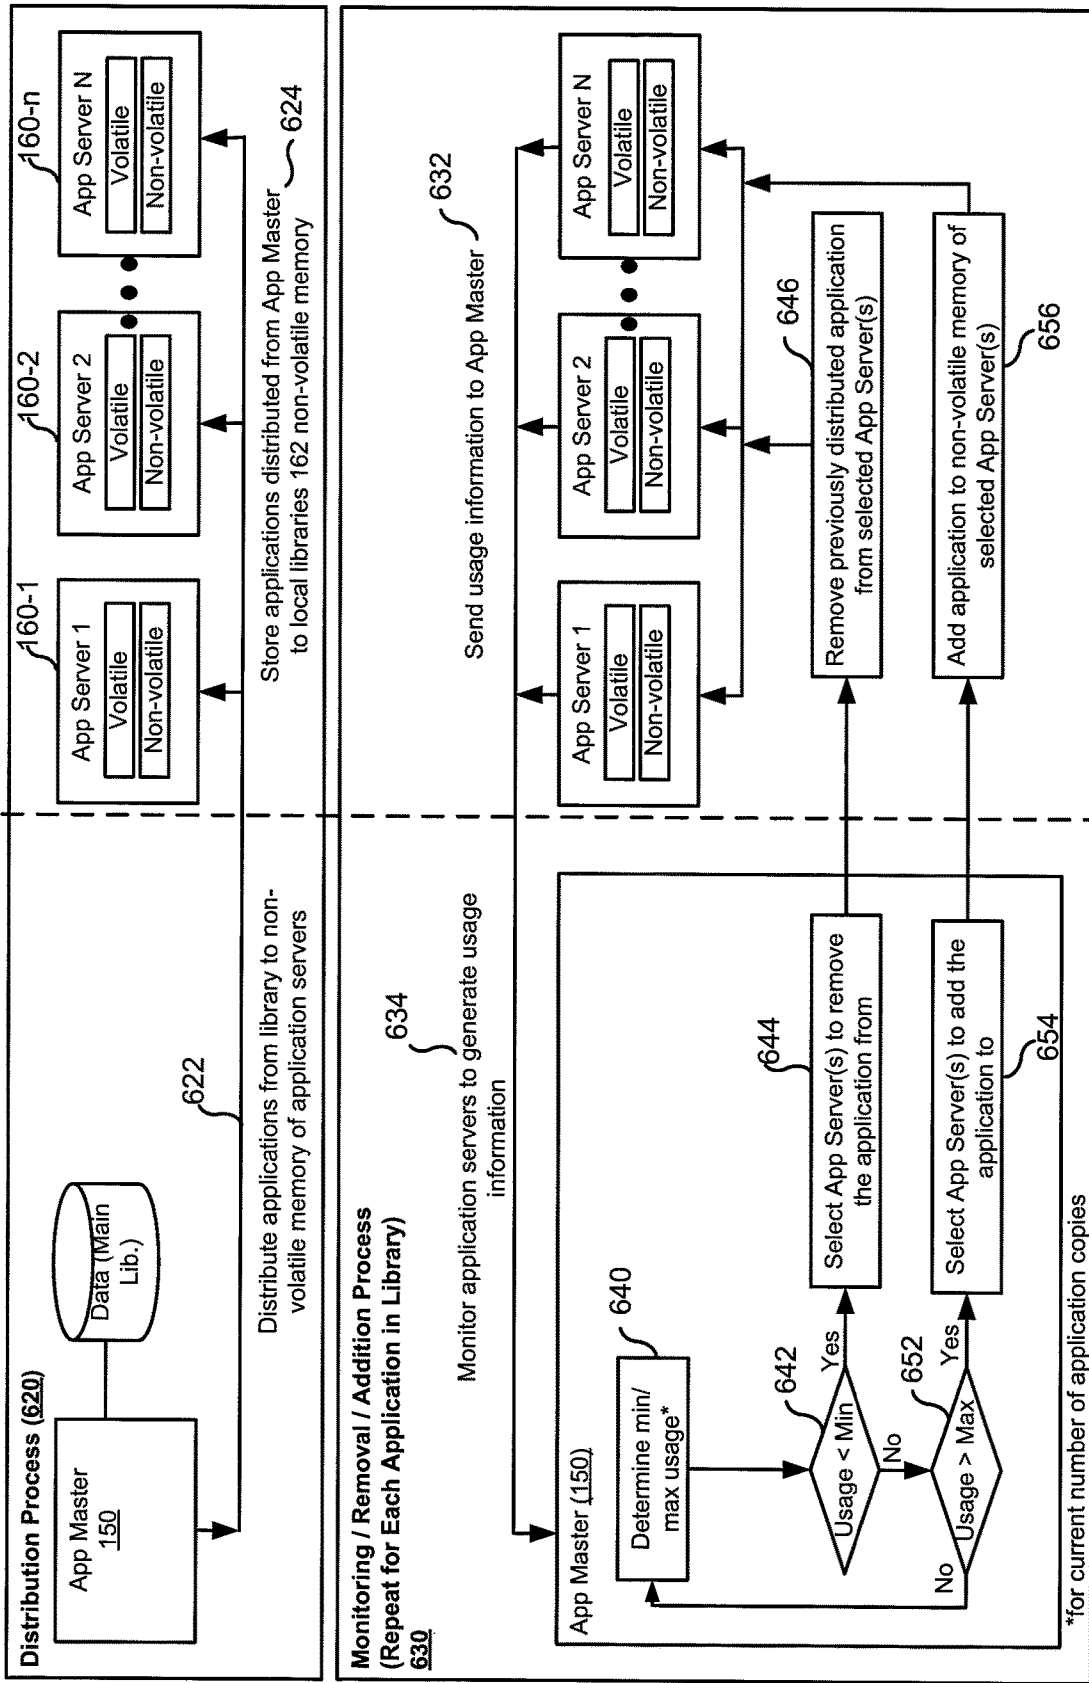 Distribution Process (620)
App Master
150
Data (Main
Lib.)
622
Distribute applications from library to non-
volatile memory of application servers
160-1
App Server 1
Volatile
Non-volatile
160-2
App Server 2
Volatile
Non-volatile
160-n
App Server N
Volatile
Non-volatile
Store applications distributed from App Master
to local libraries 162 non-volatile memory
624
Monitoring / Removal / Addition Process
(Repeat for Each Application in Library)
630
634
Monitor application servers to generate usage
information
Send usage information to App Master
632
App Server 1
Volatile
Non-volatile
App Server 2
Volatile
Non-volatile
App Server N
Volatile
Non-volatile
App Master (150)
640
Determine min/
max usage*
642
Usage < Min
Yes
No
644
Select App Server(s) to remove
the application from
646
Remove previously distributed application
from selected App Server(s)
652
Usage > Max
Yes
No
Select App Server(s) to add the
application to
654
Add application to non-volatile memory of
selected App Server(s)
656
*for current number of application copies